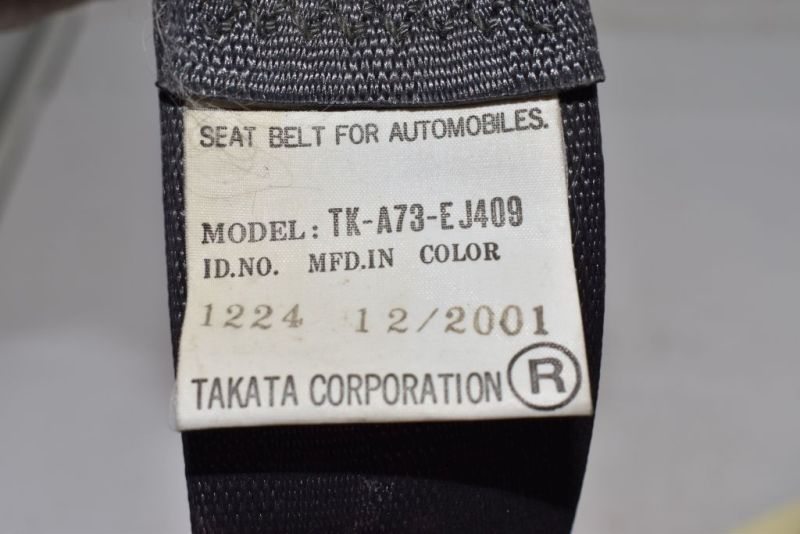 SEAT BELT FOR AUTOMOBILES.
MODEL: TK-A73-EJ409
ID.NO. MFD.IN COLOR
1224 12/2001
TAKATA CORPORATION R